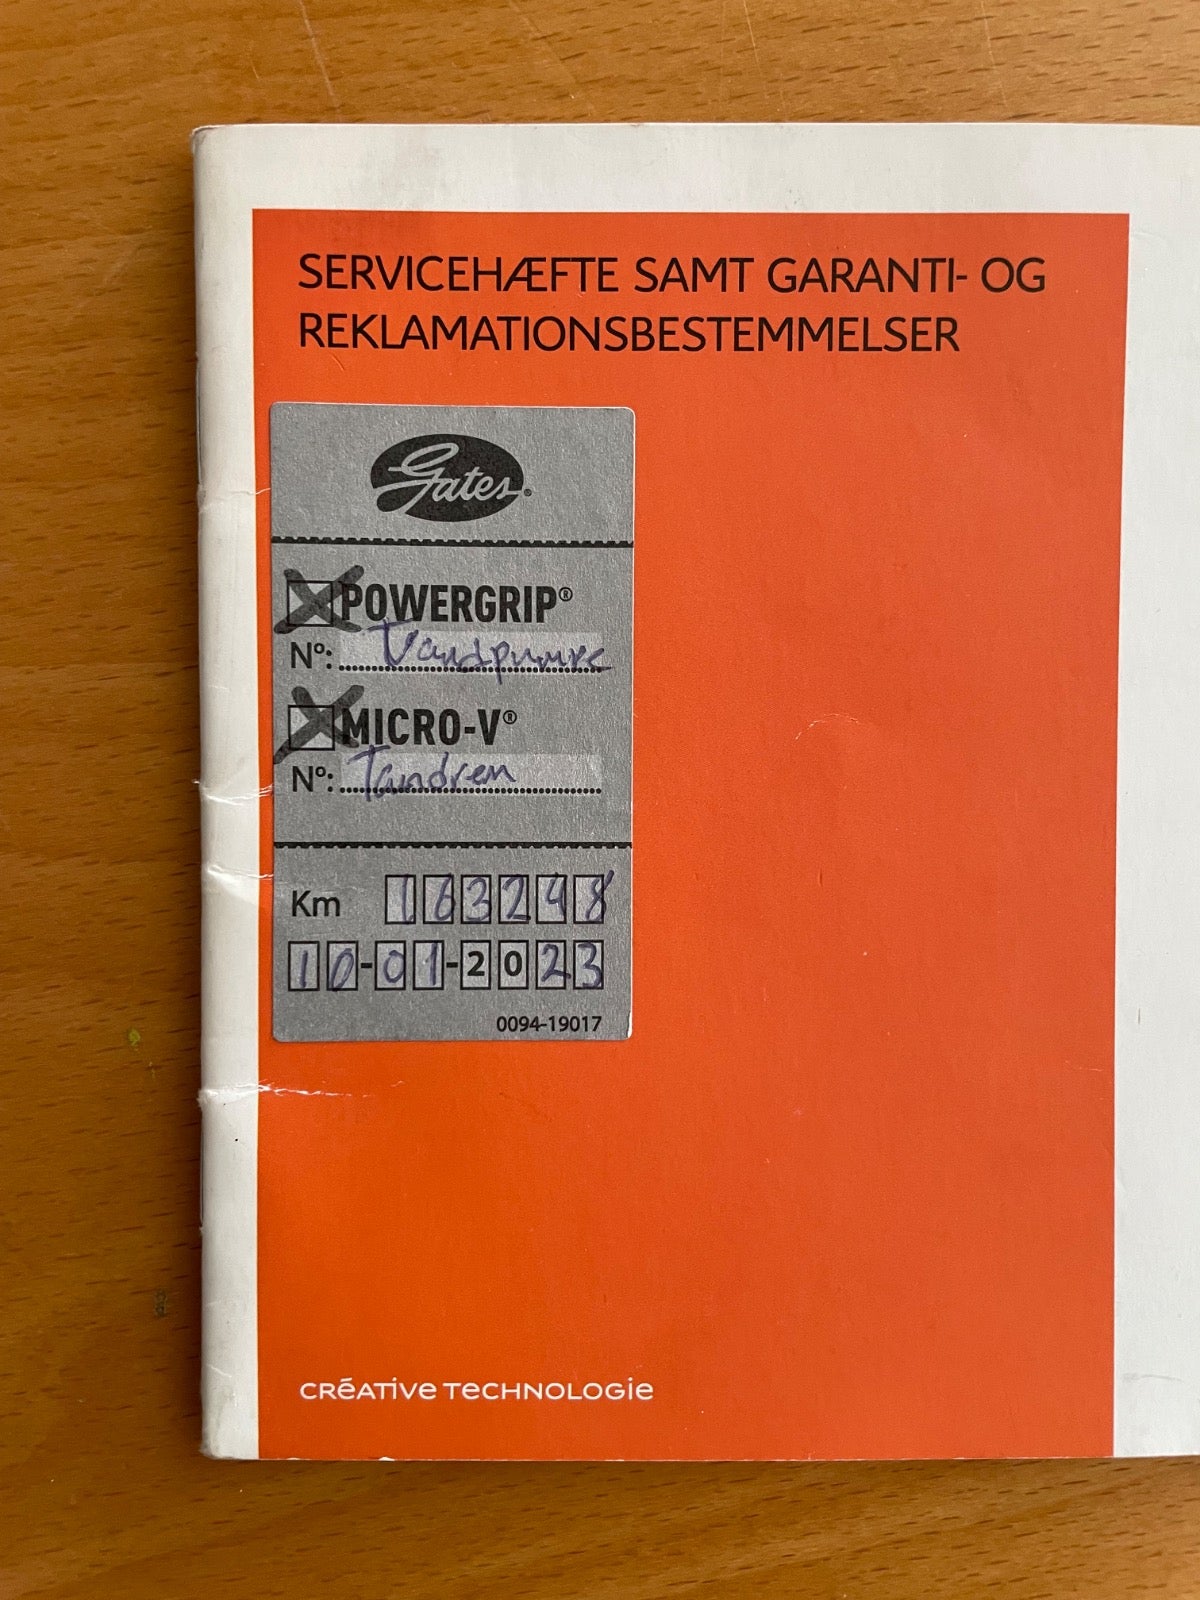 SERVICEHÆFTE SAMT GARANTI- OG
REKLAMATIONSBESTEMMELSER
Gates®
POWERGRIP®
Nº: Vandpumpe
MICRO-V®
Nº: Tandrem
Km 163248
10-01-2023
0094-19017
CRéATIVe TeCHNOLOGIe